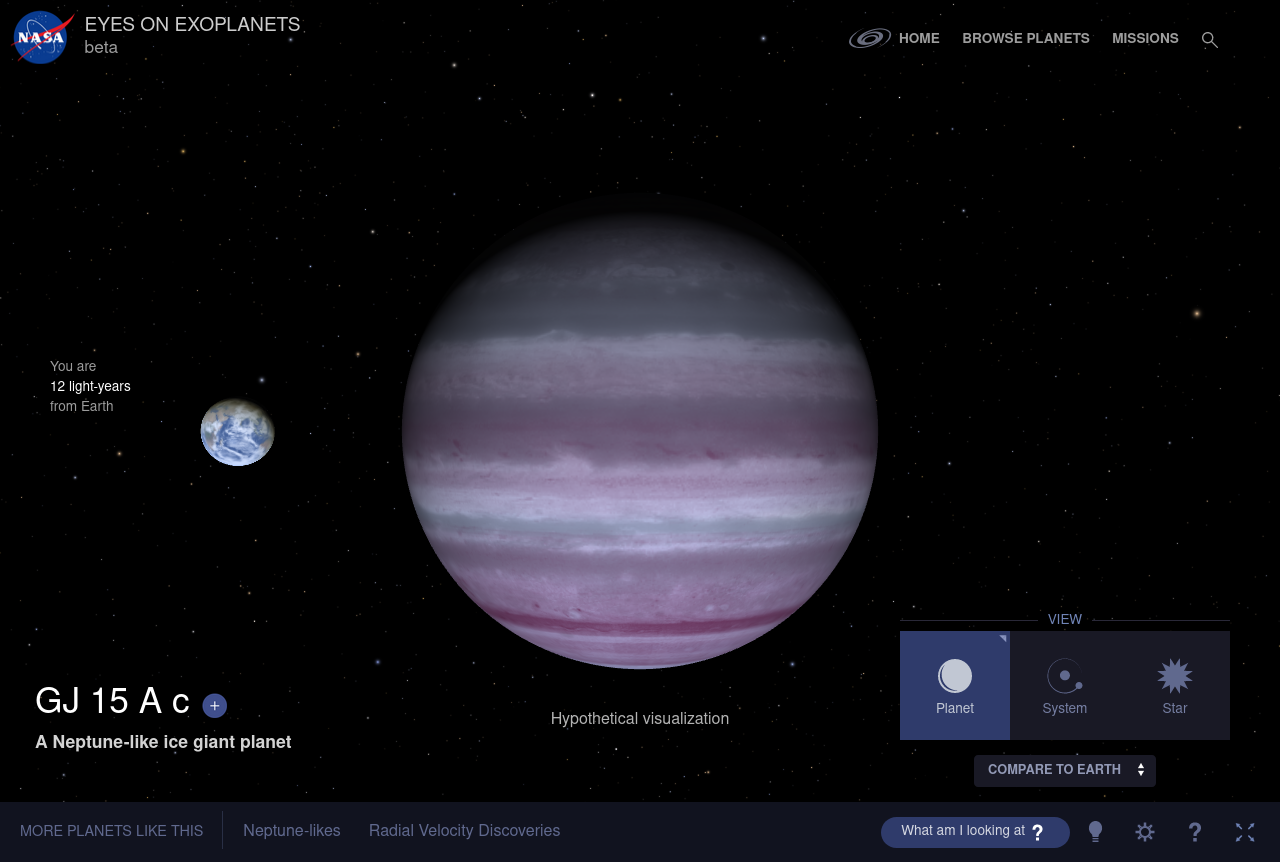 NASA
EYES ON EXOPLANETS
beta
HOME
BROWSE PLANETS
MISSIONS
You are
12 light-years
from Earth
GJ 15 A c +
A Neptune-like ice giant planet
Hypothetical visualization
VIEW
Planet
System
Star
COMPARE TO EARTH
MORE PLANETS LIKE THIS
Neptune-likes
Radial Velocity Discoveries
What am I looking at ?
?